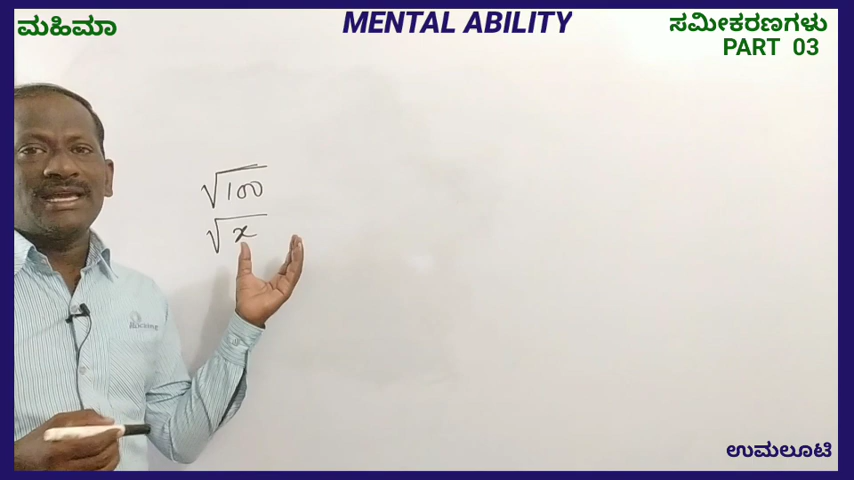 ಮಹಿಮಾ
MENTAL ABILITY
ಸಮೀಕರಣಗಳು
PART 03
√100
√x
ಉಮಲೂಟಿ